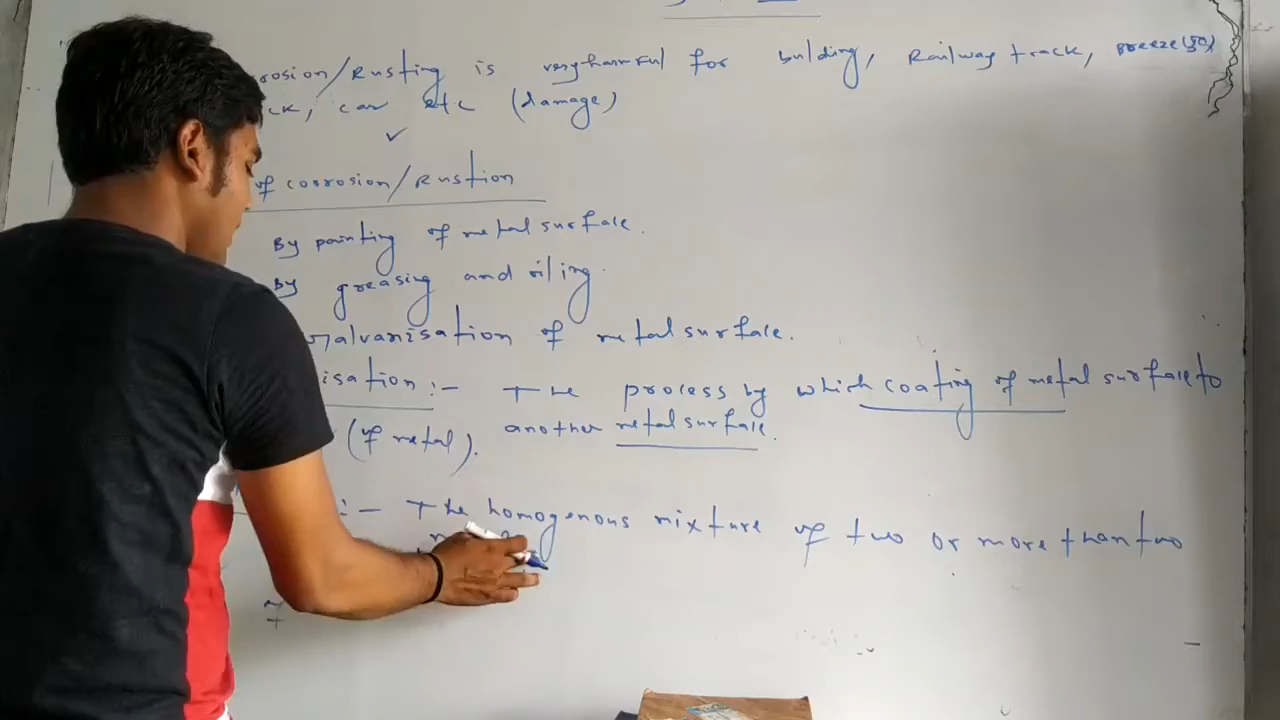 rosion/Rusting is very harmful for bulding, Railway track, breeze(पुल)
ck, car etc (damage)
of corrosion/Rustion
By painting of metal surface.
By greasing and oiling.
Galvanisation of metal surface.
isation :- The process by which coating of metal surface to
(of metal). another metal surface.
:- The homogenous mixture of two or more than two